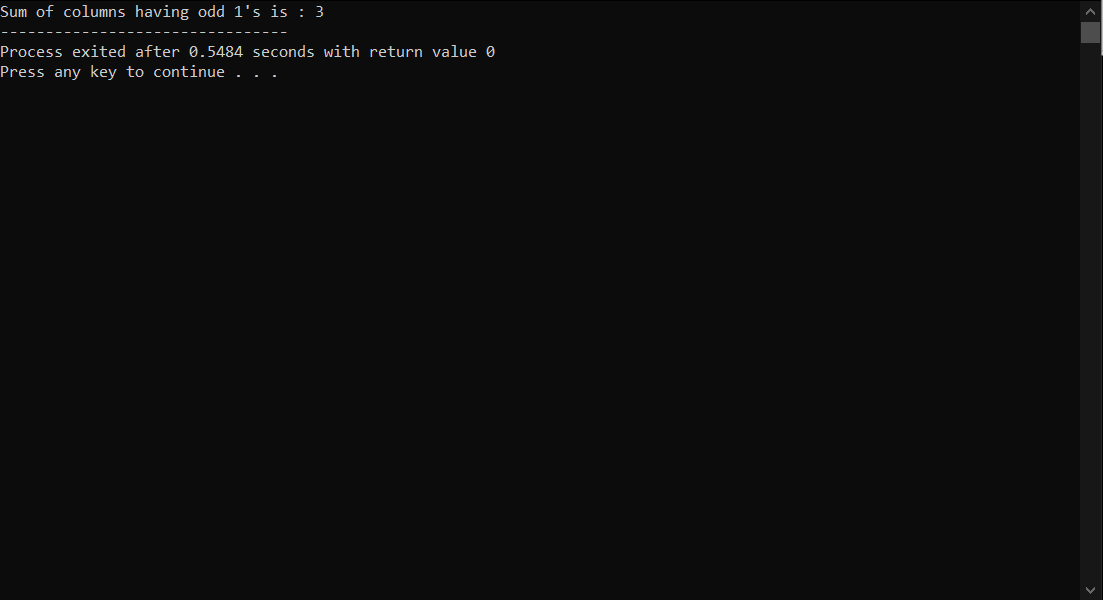 Sum of columns having odd 1's is : 3
--------------------------------
Process exited after 0.5484 seconds with return value 0
Press any key to continue . . .